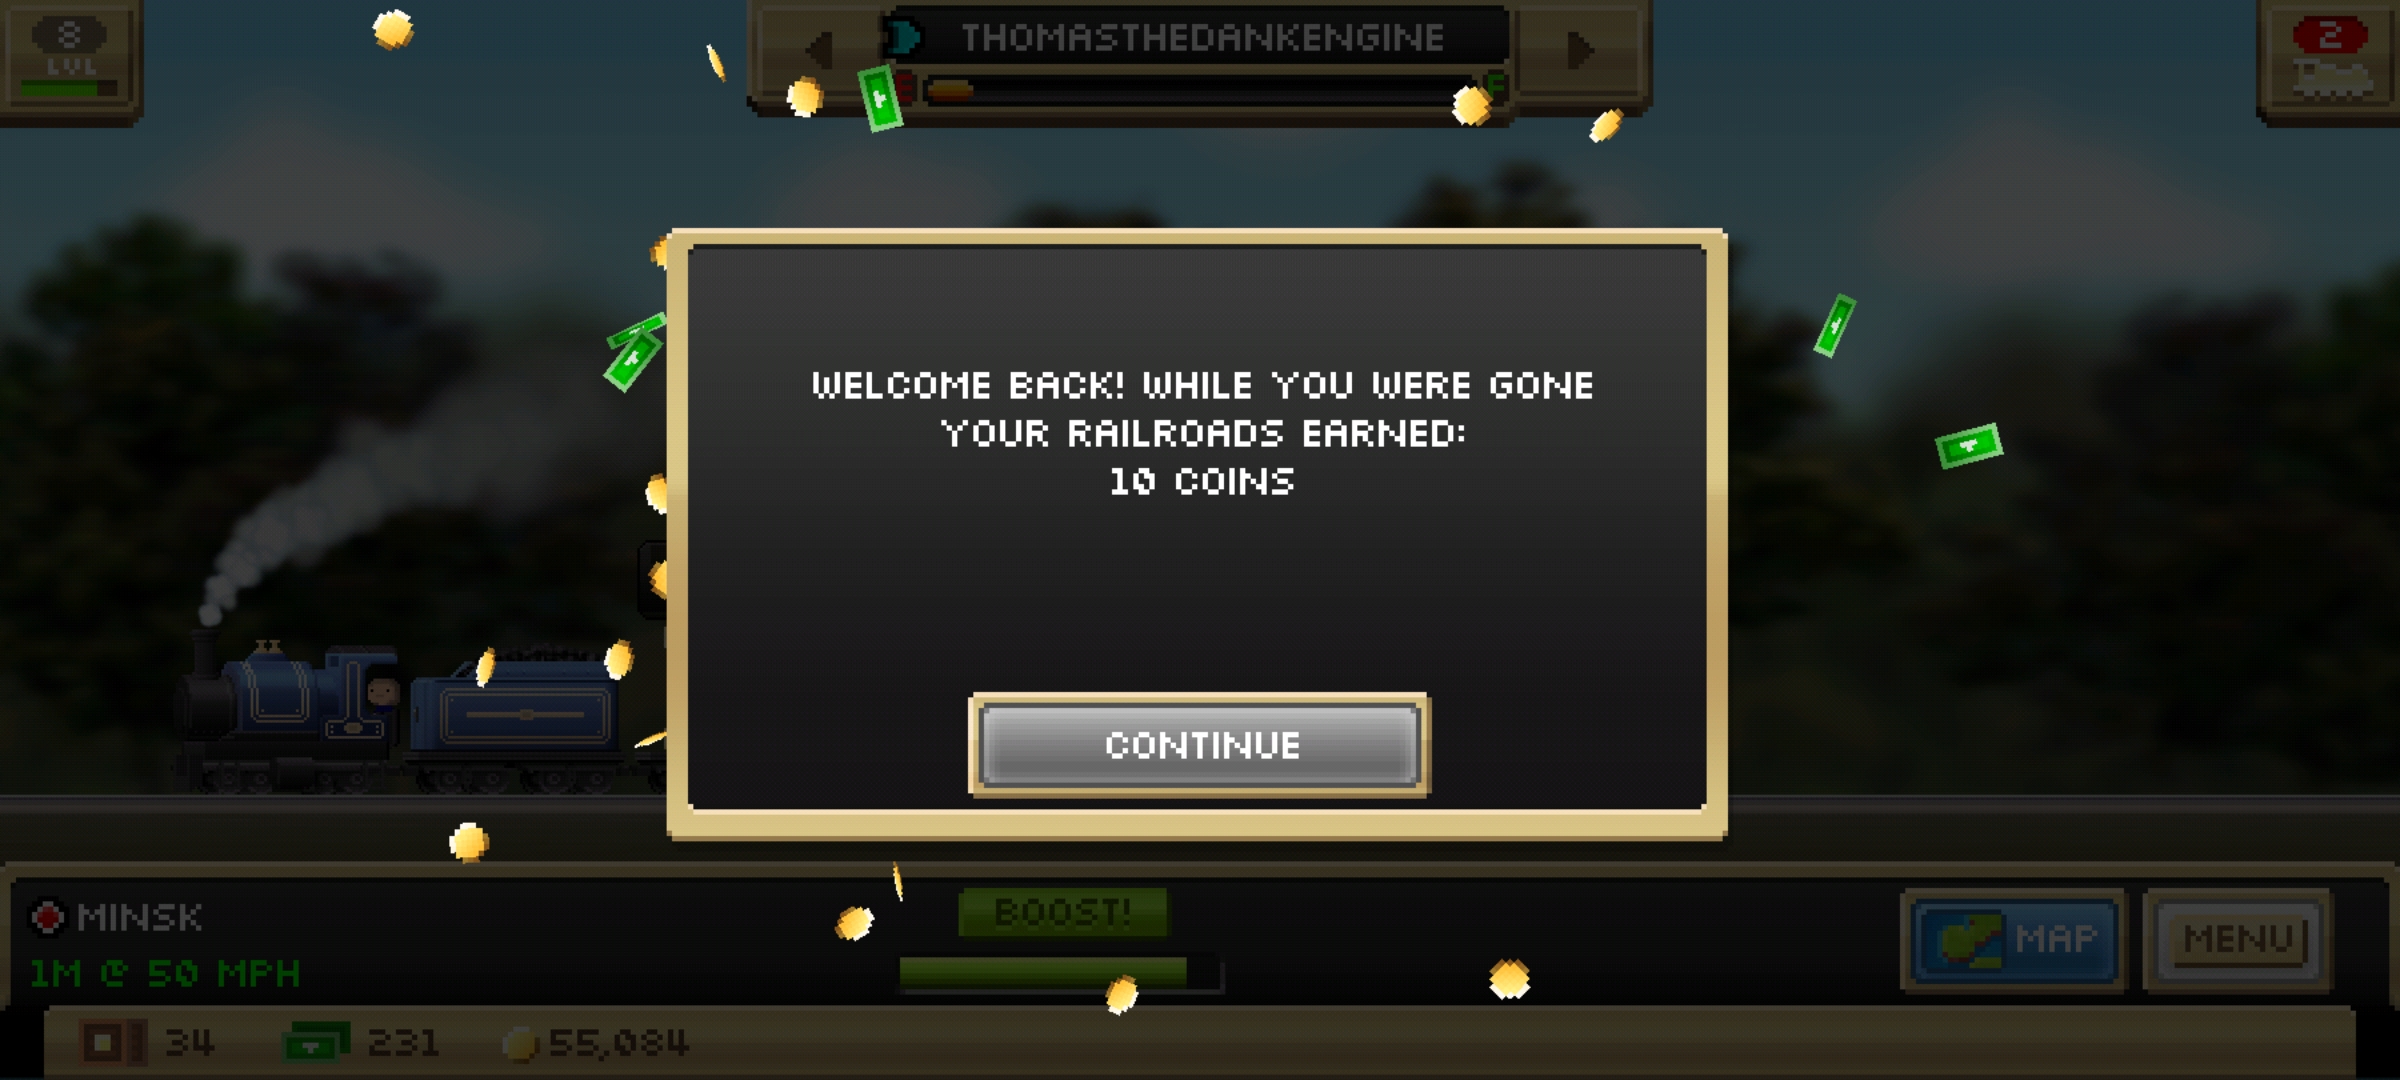 8
LVL
THOMASTHEDANKENGINE
E
F
2
WELCOME BACK! WHILE YOU WERE GONE
YOUR RAILROADS EARNED:
10 COINS
CONTINUE
MINSK
1M @ 50 MPH
BOOST!
MAP
MENU
34
231
55,084